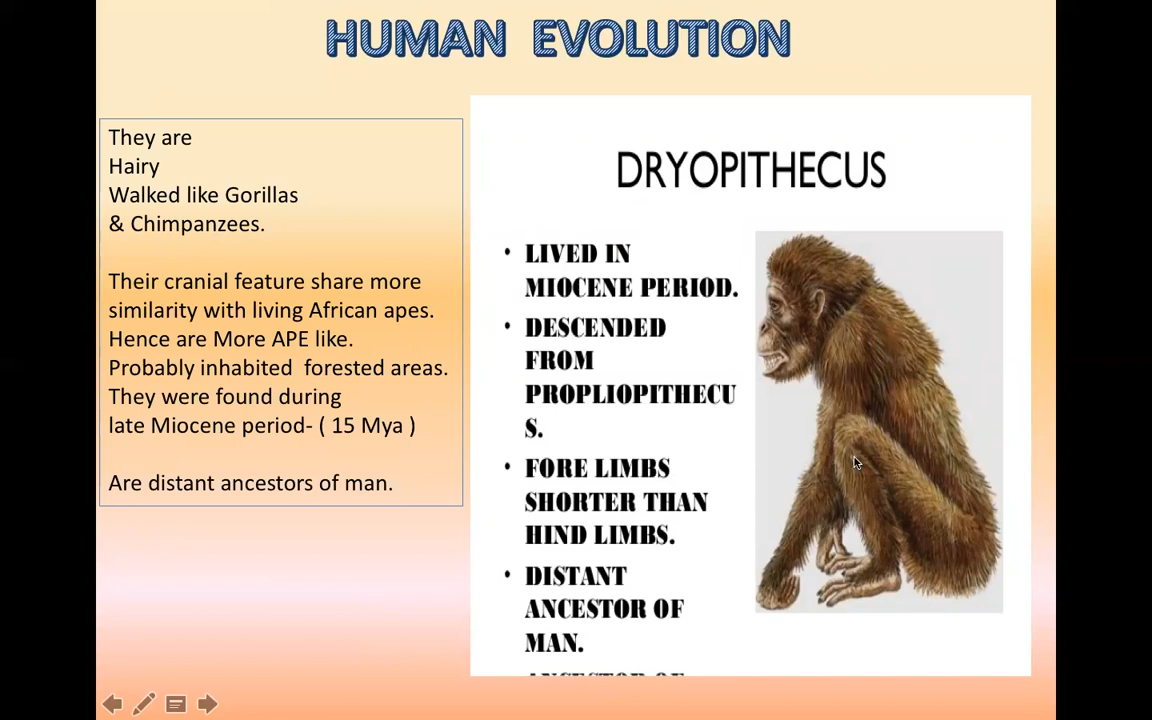 HUMAN EVOLUTION
They are
Hairy
Walked like Gorillas
& Chimpanzees.
Their cranial feature share more
similarity with living African apes.
Hence are More APE like.
Probably inhabited forested areas.
They were found during
late Miocene period- ( 15 Mya )
Are distant ancestors of man.
DRYOPITHECUS
• LIVED IN
MIOCENE PERIOD.
• DESCENDED
FROM
PROPLIOPITHECU
S.
• FORE LIMBS
SHORTER THAN
HIND LIMBS.
• DISTANT
ANCESTOR OF
MAN.
ANCESTOR OF